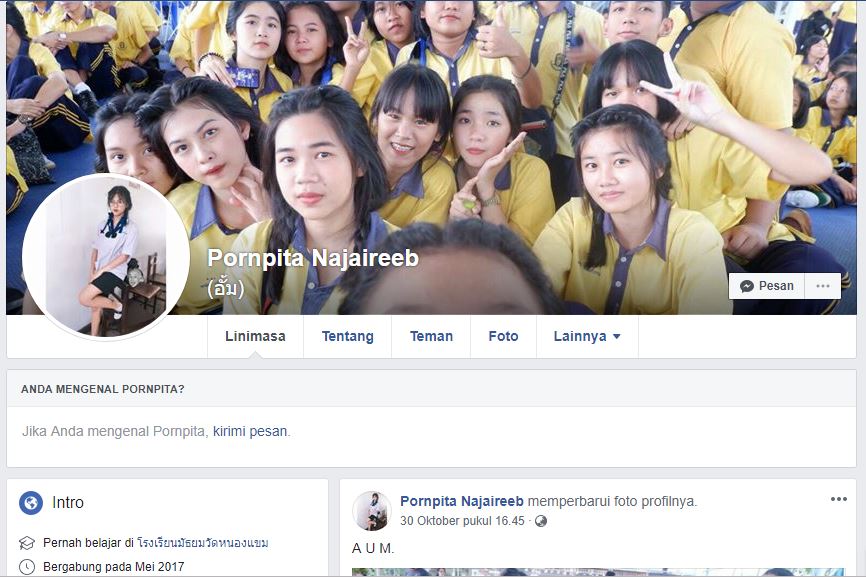 Pornpita Najaireeb
(อั้ม)
Pesan
Linimasa
Tentang
Teman
Foto
Lainnya
ANDA MENGENAL PORNPITA?
Jika Anda mengenal Pornpita, kirimi pesan.
Intro
Pernah belajar di โรงเรียนมัธยมวัดหนองแขม
Bergabung pada Mei 2017
Pornpita Najaireeb memperbarui foto profilnya.
30 Oktober pukul 16.45 ·
A U M.